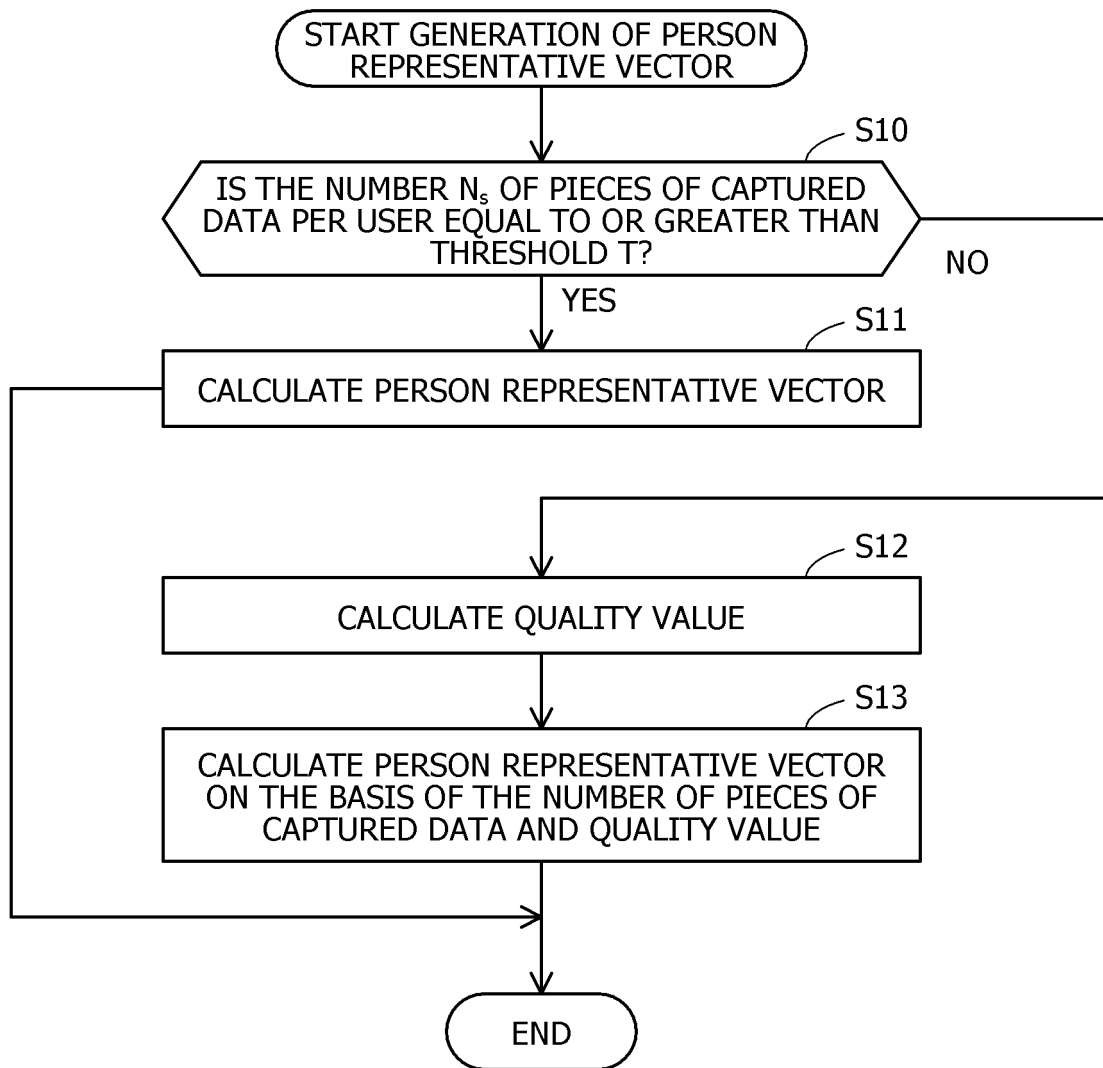 START GENERATION OF PERSON
REPRESENTATIVE VECTOR
S10
IS THE NUMBER Nₛ OF PIECES OF CAPTURED
DATA PER USER EQUAL TO OR GREATER THAN
THRESHOLD T?
NO
YES
S11
CALCULATE PERSON REPRESENTATIVE VECTOR
S12
CALCULATE QUALITY VALUE
S13
CALCULATE PERSON REPRESENTATIVE VECTOR
ON THE BASIS OF THE NUMBER OF PIECES OF
CAPTURED DATA AND QUALITY VALUE
END